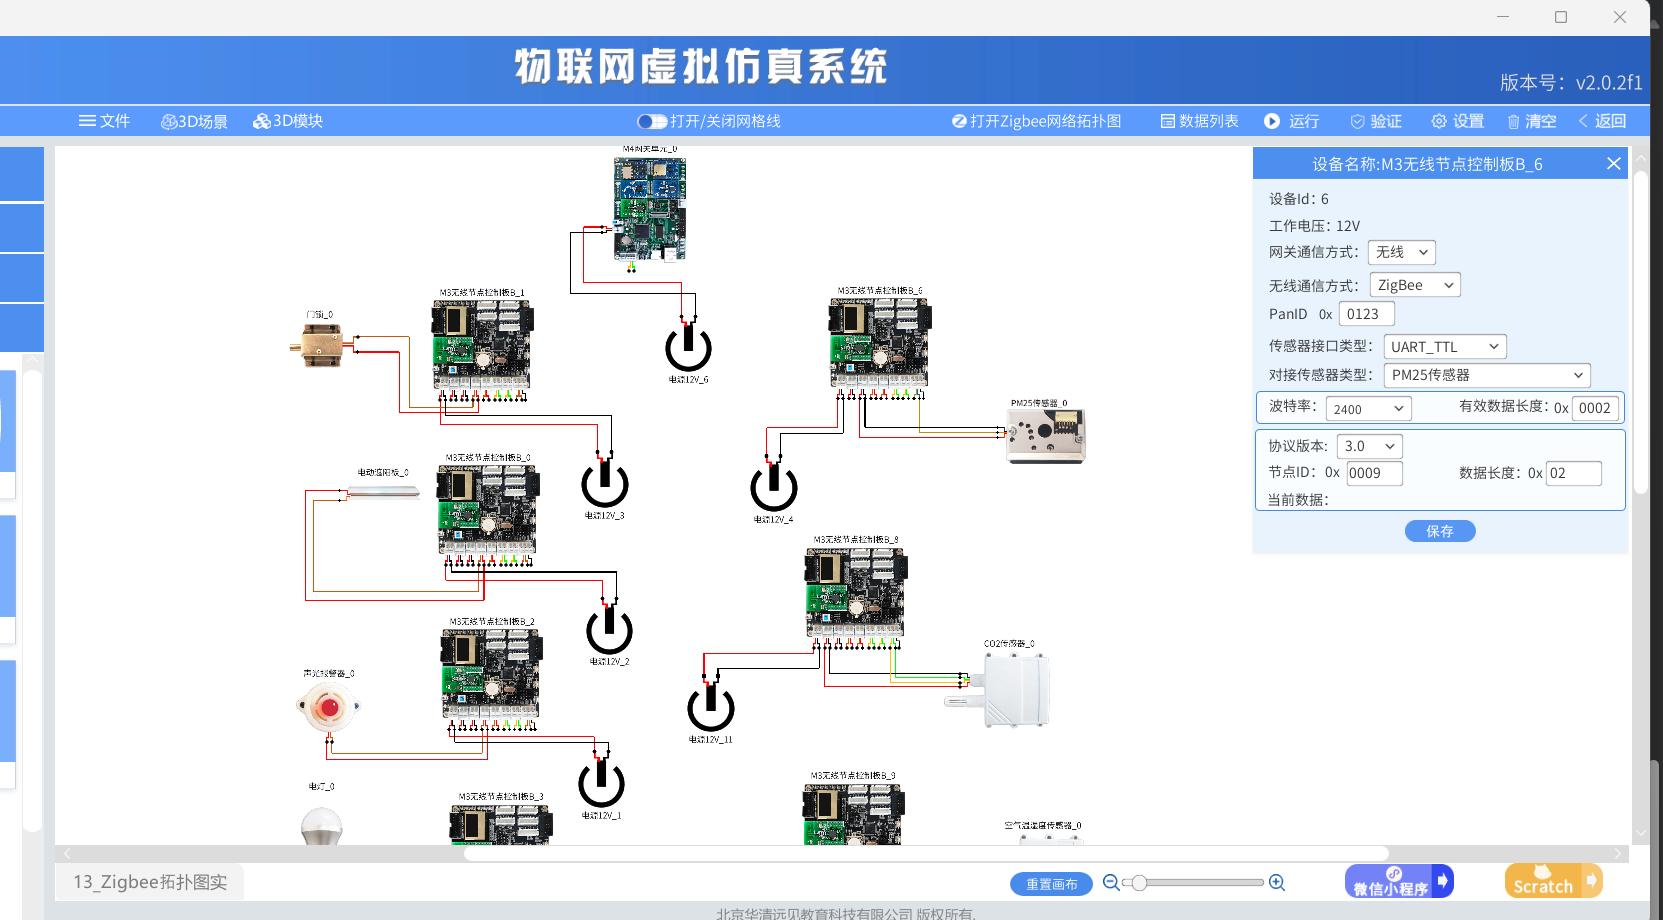 物联网虚拟仿真系统
版本号：v2.0.2f1
文件
3D场景
3D模块
打开/关闭网格线
打开Zigbee网络拓扑图
数据列表
运行
验证
设置
清空
返回
M4网关单元_0
设备名称:M3无线节点控制板B_6
设备Id：6
工作电压：12V
网关通信方式： 无线
无线通信方式： ZigBee
PanID 0x 0123
传感器接口类型： UART_TTL
对接传感器类型： PM25传感器
波特率： 2400 有效数据长度：0x 0002
协议版本: 3.0
节点ID：0x 0009 数据长度：0x 02
当前数据：
保存
M3无线节点控制板B_1
M3无线节点控制板B_6
门锁_0
电源12V_6
PM25传感器_0
M3无线节点控制板B_0
电动遮阳板_0
电源12V_3
电源12V_4
M3无线节点控制板B_8
M3无线节点控制板B_2
CO2传感器_0
电源12V_2
声光报警器_0
电源12V_11
M3无线节点控制板B_9
电灯_0
M3无线节点控制板B_3
电源12V_1
空气温湿度传感器_0
13_Zigbee拓扑图实
重置画布
微信小程序
Scratch
北京华清远见教育科技有限公司 版权所有.